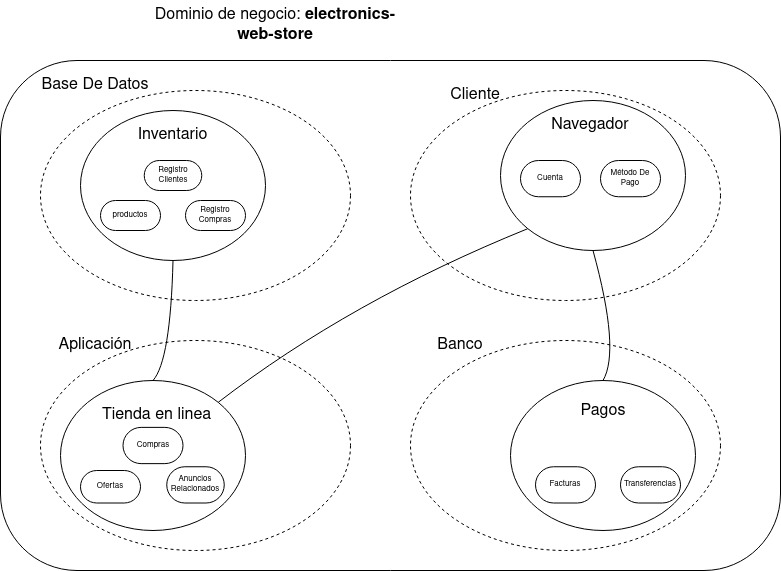 Dominio de negocio: electronics-
web-store
Base De Datos
Inventario
Registro
Clientes
productos
Registro
Compras
Cliente
Navegador
Cuenta
Método De
Pago
Aplicación
Tienda en linea
Compras
Ofertas
Anuncios
Relacionados
Banco
Pagos
Facturas
Transferencias